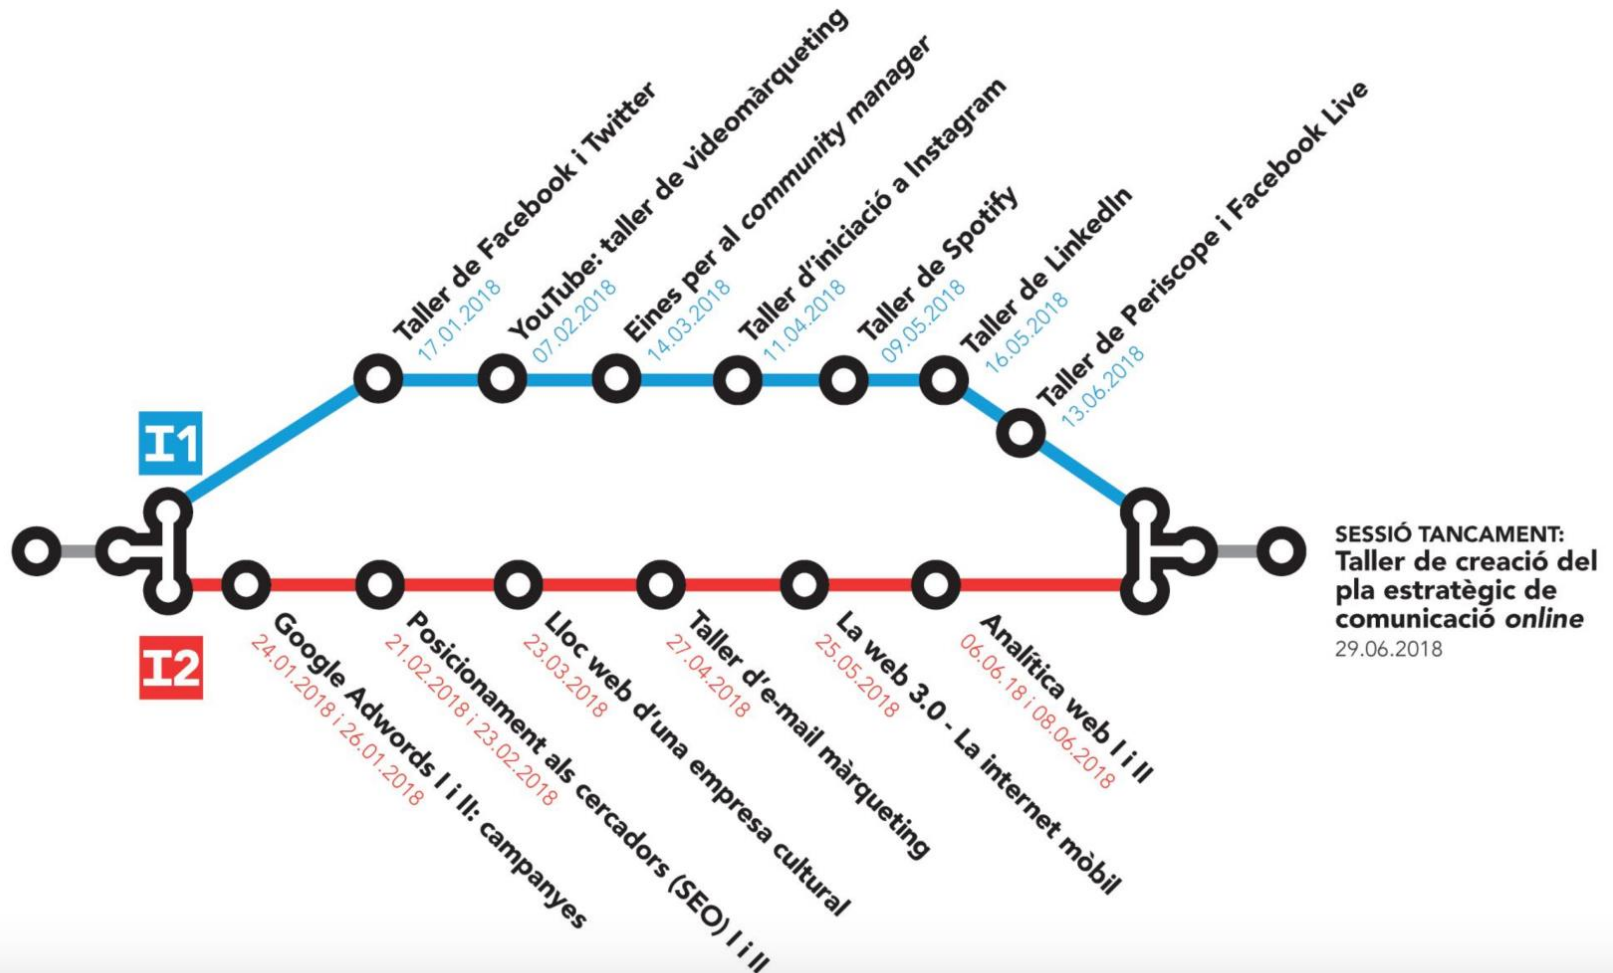 I1
Taller de Facebook i Twitter
17.01.2018
YouTube: taller de videomàrqueting
07.02.2018
Eines per al community manager
14.03.2018
Taller d'iniciació a Instagram
11.04.2018
Taller de Spotify
09.05.2018
Taller de LinkedIn
16.05.2018
Taller de Periscope i Facebook Live
13.06.2018
I2
Google Adwords I i II: campanyes
24.01.2018 i 26.01.2018
Posicionament als cercadors (SEO) I i II
21.02.2018 i 23.02.2018
Lloc web d'una empresa cultural
23.03.2018
Taller d'e-mail màrqueting
27.04.2018
La web 3.0 - La internet mòbil
25.05.2018
Analítica web I i II
06.06.18 i 08.06.2018
SESSIÓ TANCAMENT:
Taller de creació del
pla estratègic de
comunicació online
29.06.2018